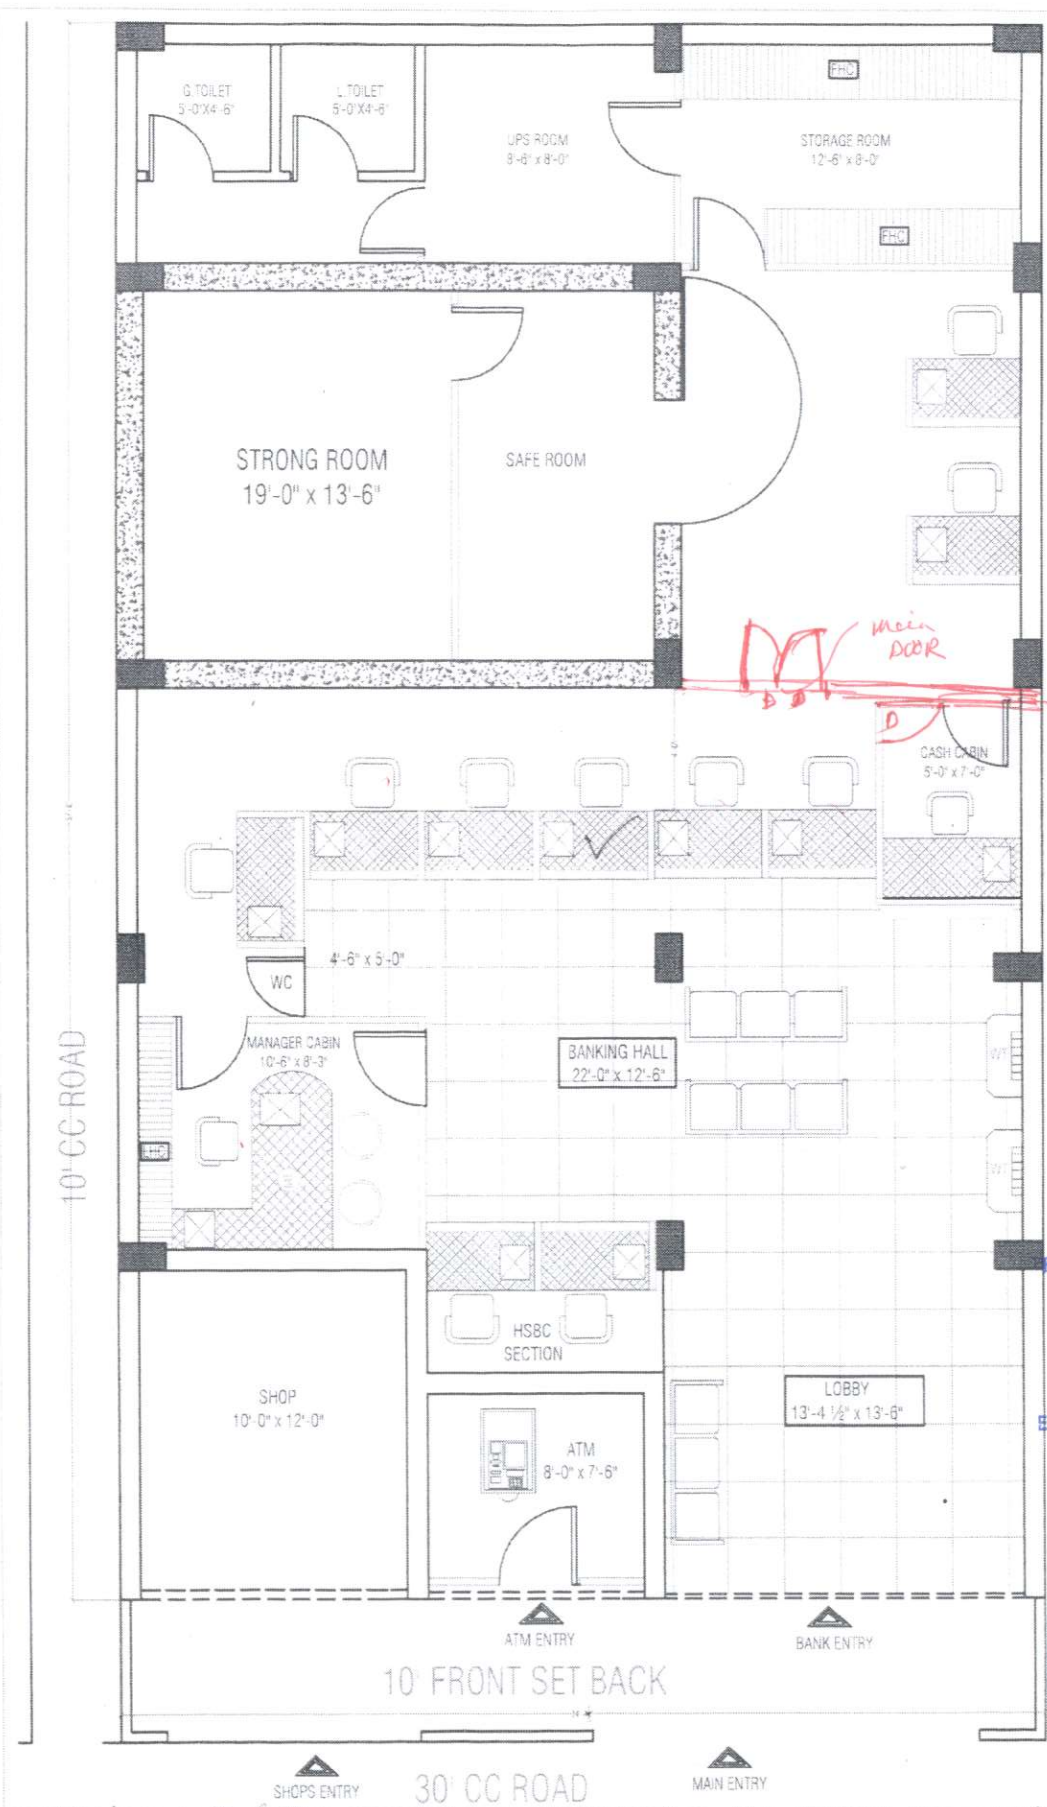 G.TOILET
5'-0"X4'-6"
L.TOILET
5'-0"X4'-6"
UPS ROOM
8'-6" x 8'-0"
FHC
STORAGE ROOM
12'-6" x 8'-0"
FHC
STRONG ROOM
19'-0" x 13'-6"
SAFE ROOM
Main
DOOR
D D
D
CASH CABIN
5'-0" x 7'-0"
4'-6" x 5'-0"
WC
MANAGER CABIN
10'-6" x 8'-3"
BANKING HALL
22'-0" x 12'-6"
WT
WT
10' CC ROAD
HSBC
SECTION
SHOP
10'-0" x 12'-0"
LOBBY
13'-4 ½" x 13'-6"
ATM
8'-0" x 7'-6"
ATM ENTRY
BANK ENTRY
10' FRONT SET BACK
SHOPS ENTRY
30' CC ROAD
MAIN ENTRY